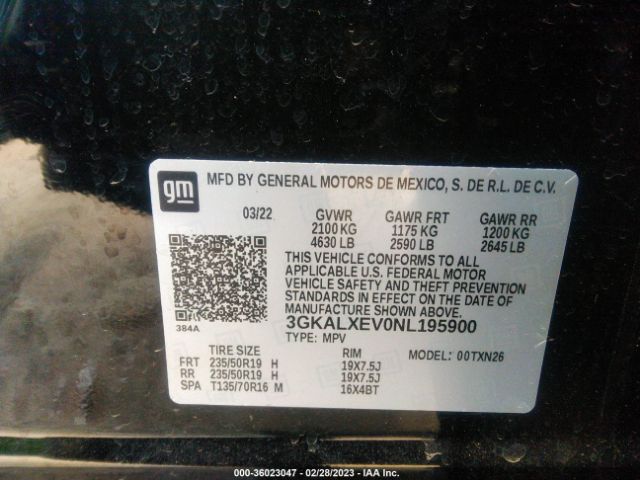 gm
MFD BY GENERAL MOTORS DE MEXICO, S. DE R.L. DE C.V.
03/22 GVWR GAWR FRT GAWR RR
2100 KG 1175 KG 1200 KG
4630 LB 2590 LB 2645 LB
THIS VEHICLE CONFORMS TO ALL
APPLICABLE U.S. FEDERAL MOTOR
VEHICLE SAFETY AND THEFT PREVENTION
STANDARDS IN EFFECT ON THE DATE OF
MANUFACTURE SHOWN ABOVE.
384A
3GKALXEV0NL195900
TYPE: MPV
TIRE SIZE RIM MODEL: 00TXN26
FRT 235/50R19 H 19X7.5J
RR 235/50R19 H 19X7.5J
SPA T135/70R16 M 16X4BT
000-36023047 — 02/28/2023 — IAA Inc.